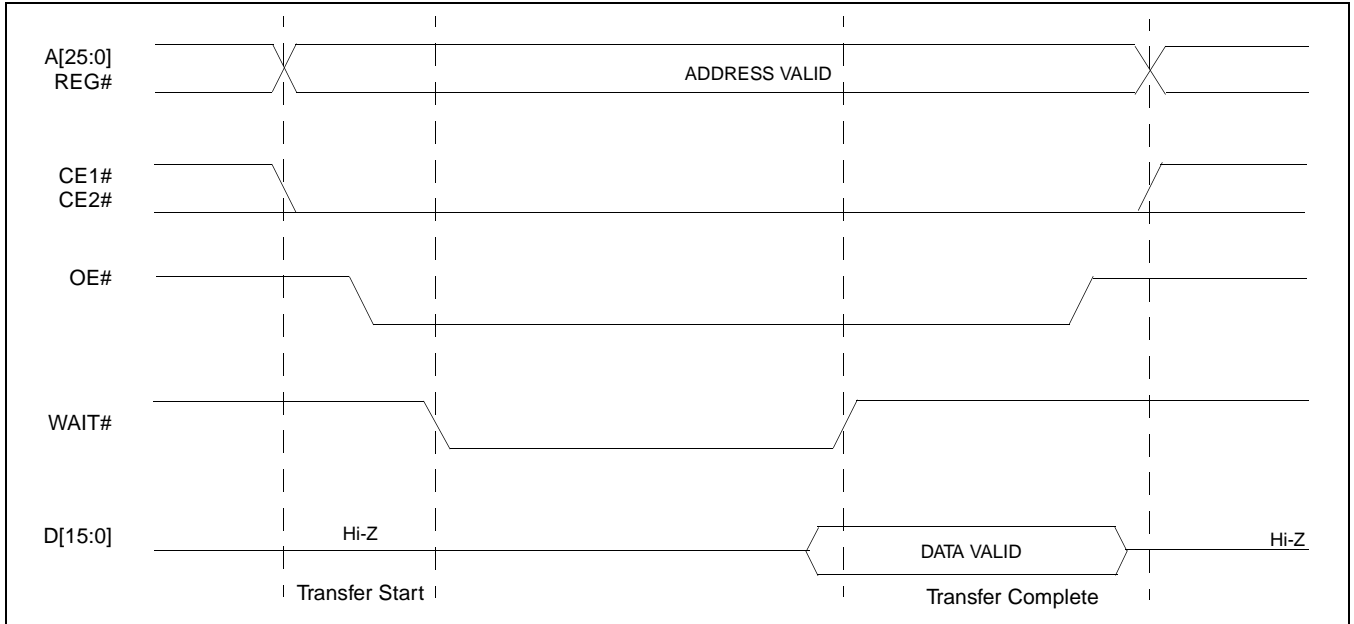 A[25:0]
REG#
ADDRESS VALID
CE1#
CE2#
OE#
WAIT#
D[15:0]
Hi-Z
DATA VALID
Hi-Z
Transfer Start
Transfer Complete